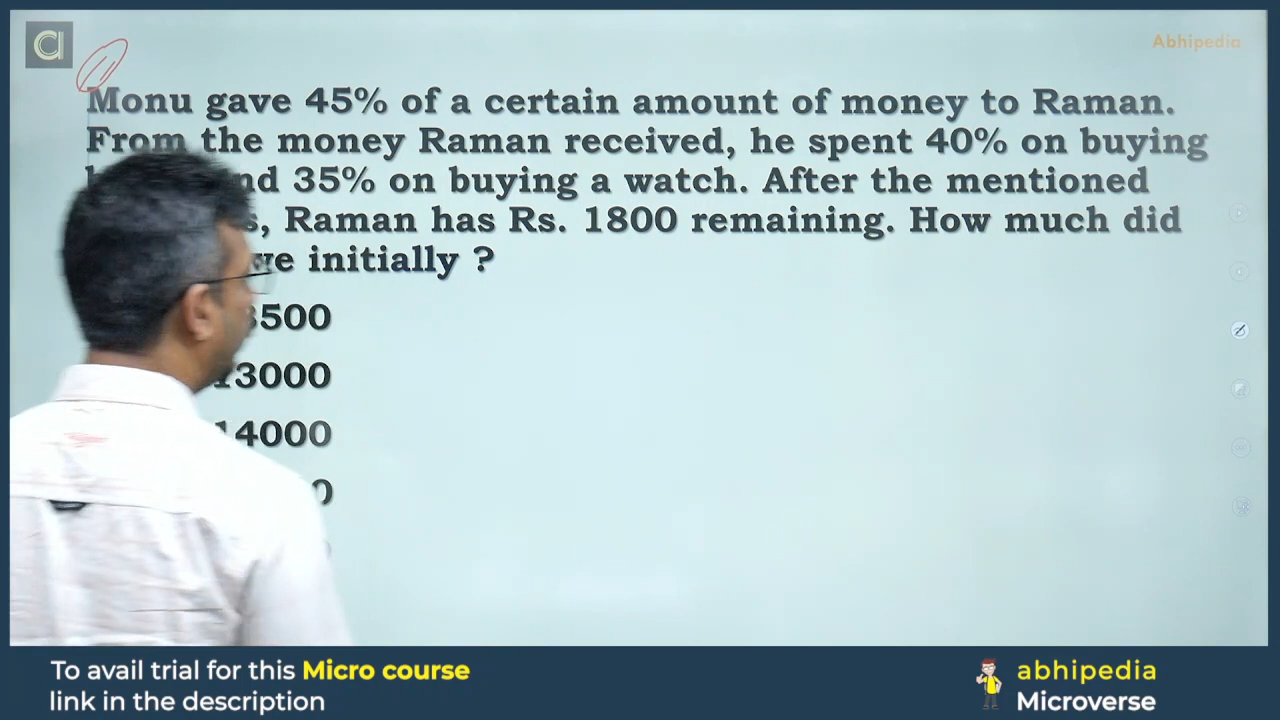 Abhipedia
Monu gave 45% of a certain amount of money to Raman.
From the money Raman received, he spent 40% on buying
35% on buying a watch. After the mentioned
Raman has Rs. 1800 remaining. How much did
initially ?
13000
14000
To avail trial for this Micro course
link in the description
abhipedia
Microverse